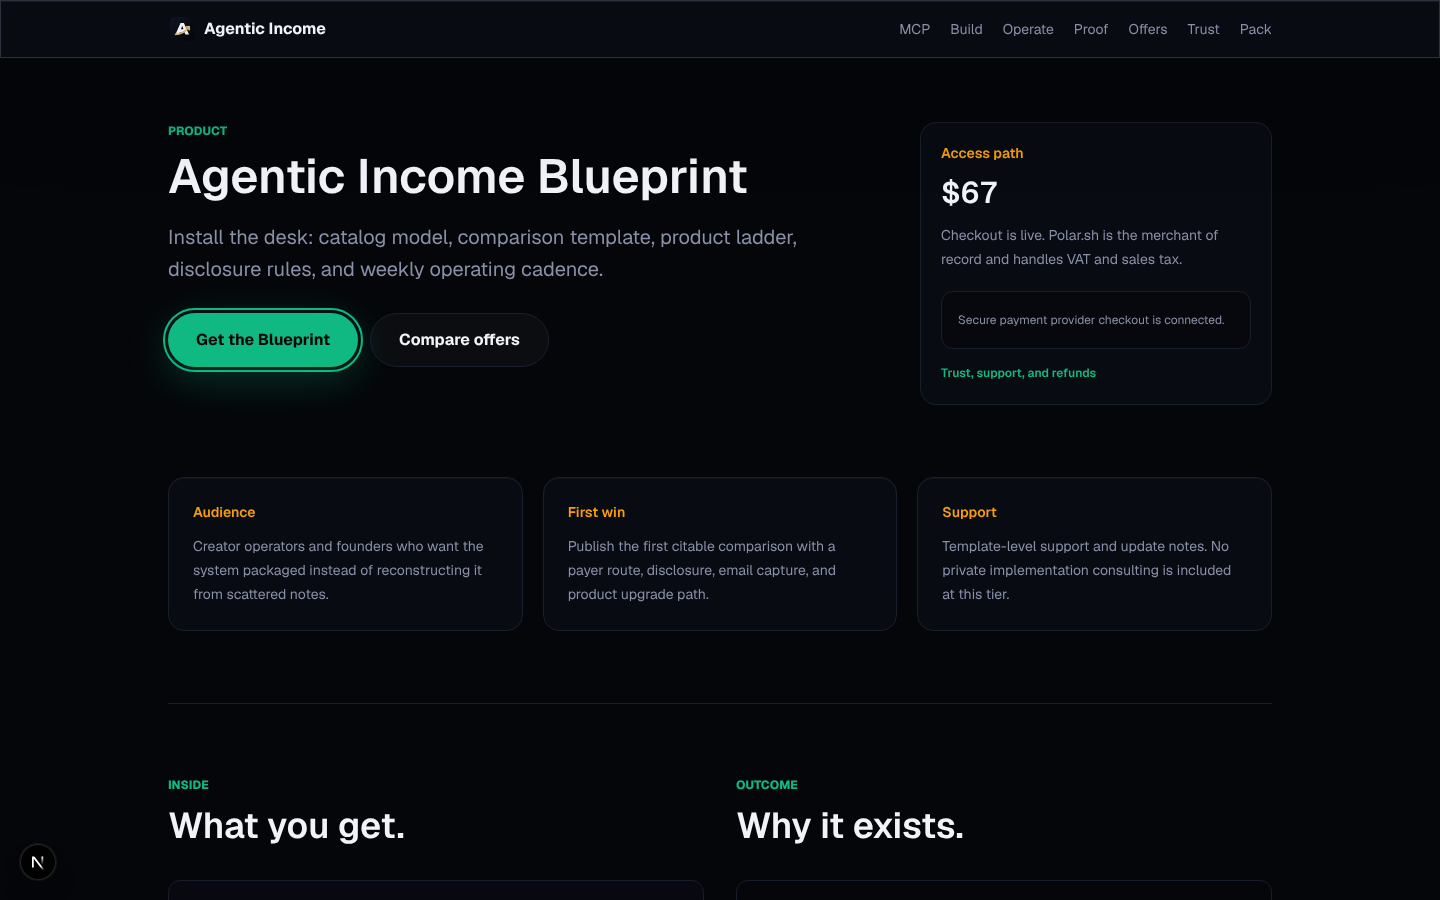 Agentic Income
MCP Build Operate Proof Offers Trust Pack
PRODUCT
Agentic Income Blueprint
Install the desk: catalog model, comparison template, product ladder,
disclosure rules, and weekly operating cadence.
Get the Blueprint
Compare offers
Access path
$67
Checkout is live. Polar.sh is the merchant of
record and handles VAT and sales tax.
Secure payment provider checkout is connected.
Trust, support, and refunds
Audience
Creator operators and founders who want the
system packaged instead of reconstructing it
from scattered notes.
First win
Publish the first citable comparison with a
payer route, disclosure, email capture, and
product upgrade path.
Support
Template-level support and update notes. No
private implementation consulting is included
at this tier.
INSIDE
What you get.
OUTCOME
Why it exists.